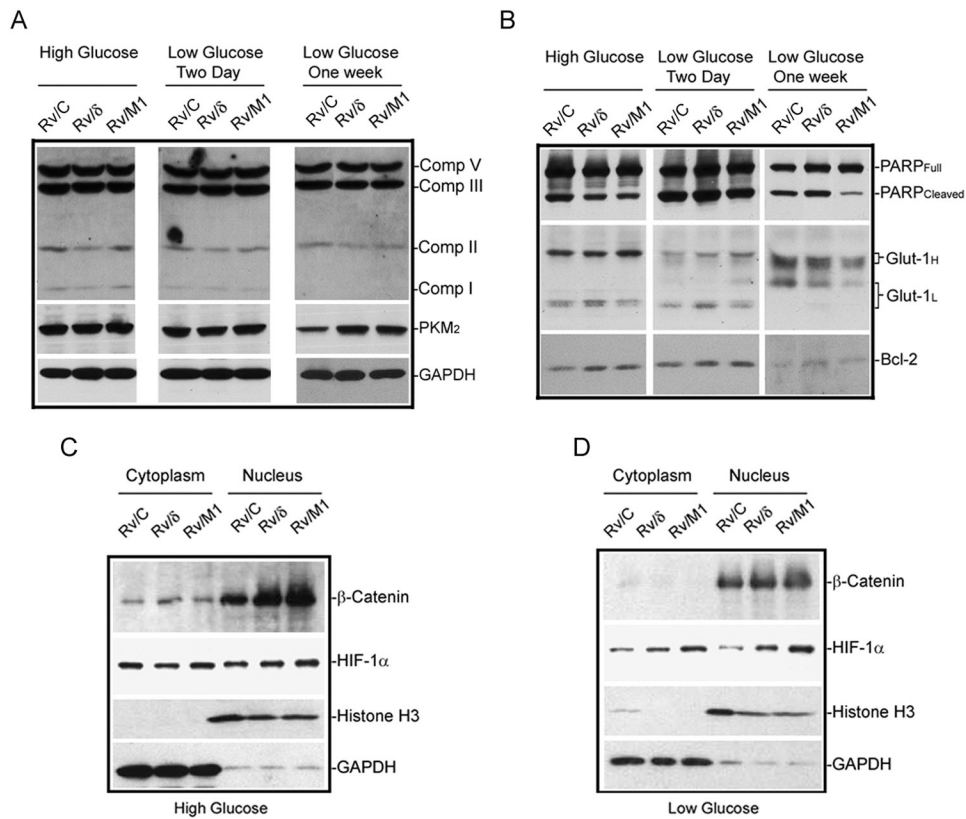 A
High Glucose
Low Glucose
Two Day
Low Glucose
One week
Rv/C Rv/δ Rv/M1 Rv/C Rv/δ Rv/M1 Rv/C Rv/δ Rv/M1
Comp V
Comp III
Comp II
Comp I
PKM2
GAPDH
B
High Glucose
Low Glucose
Two Day
Low Glucose
One week
Rv/C Rv/δ Rv/M1 Rv/C Rv/δ Rv/M1 Rv/C Rv/δ Rv/M1
PARPFull
PARPCleaved
Glut-1H
Glut-1L
Bcl-2
C
Cytoplasm Nucleus
Rv/C Rv/δ Rv/M1 Rv/C Rv/δ Rv/M1
β-Catenin
HIF-1α
Histone H3
GAPDH
High Glucose
D
Cytoplasm Nucleus
Rv/C Rv/δ Rv/M1 Rv/C Rv/δ Rv/M1
β-Catenin
HIF-1α
Histone H3
GAPDH
Low Glucose